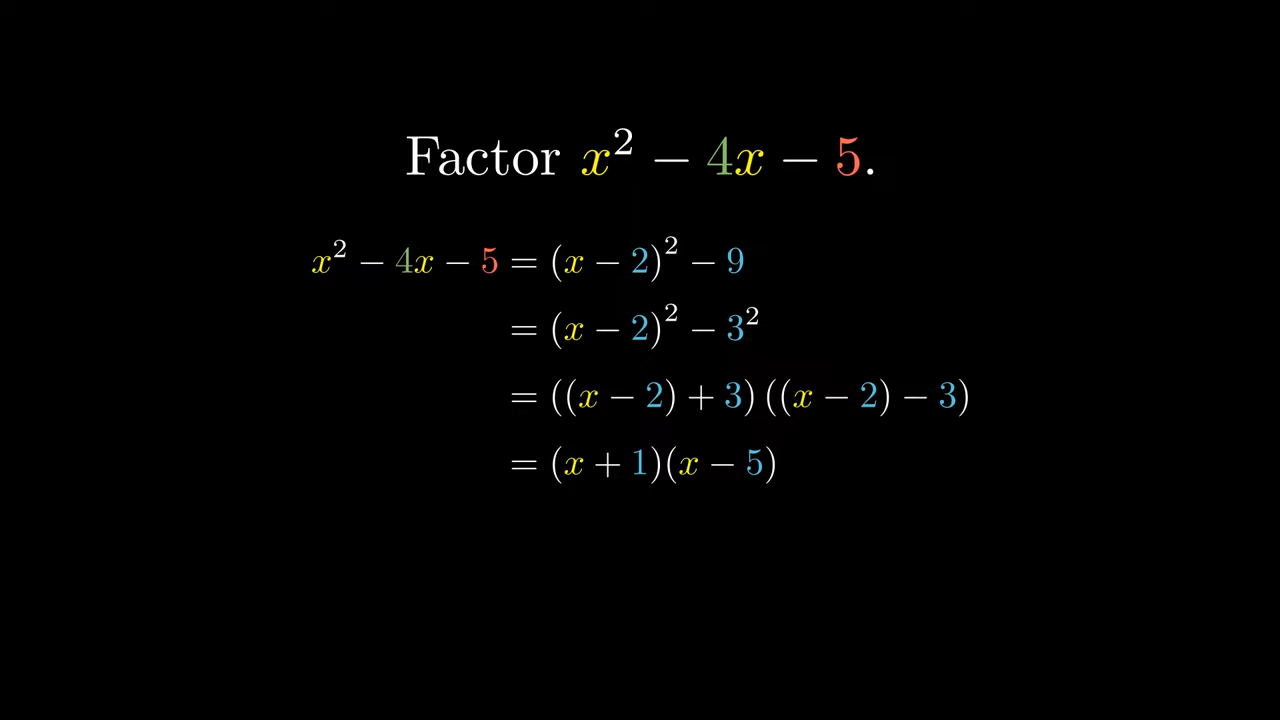 Factor x² − 4x − 5.
x² − 4x − 5 = (x − 2)² − 9
= (x − 2)² − 3²
= ((x − 2) + 3) ((x − 2) − 3)
= (x + 1)(x − 5)